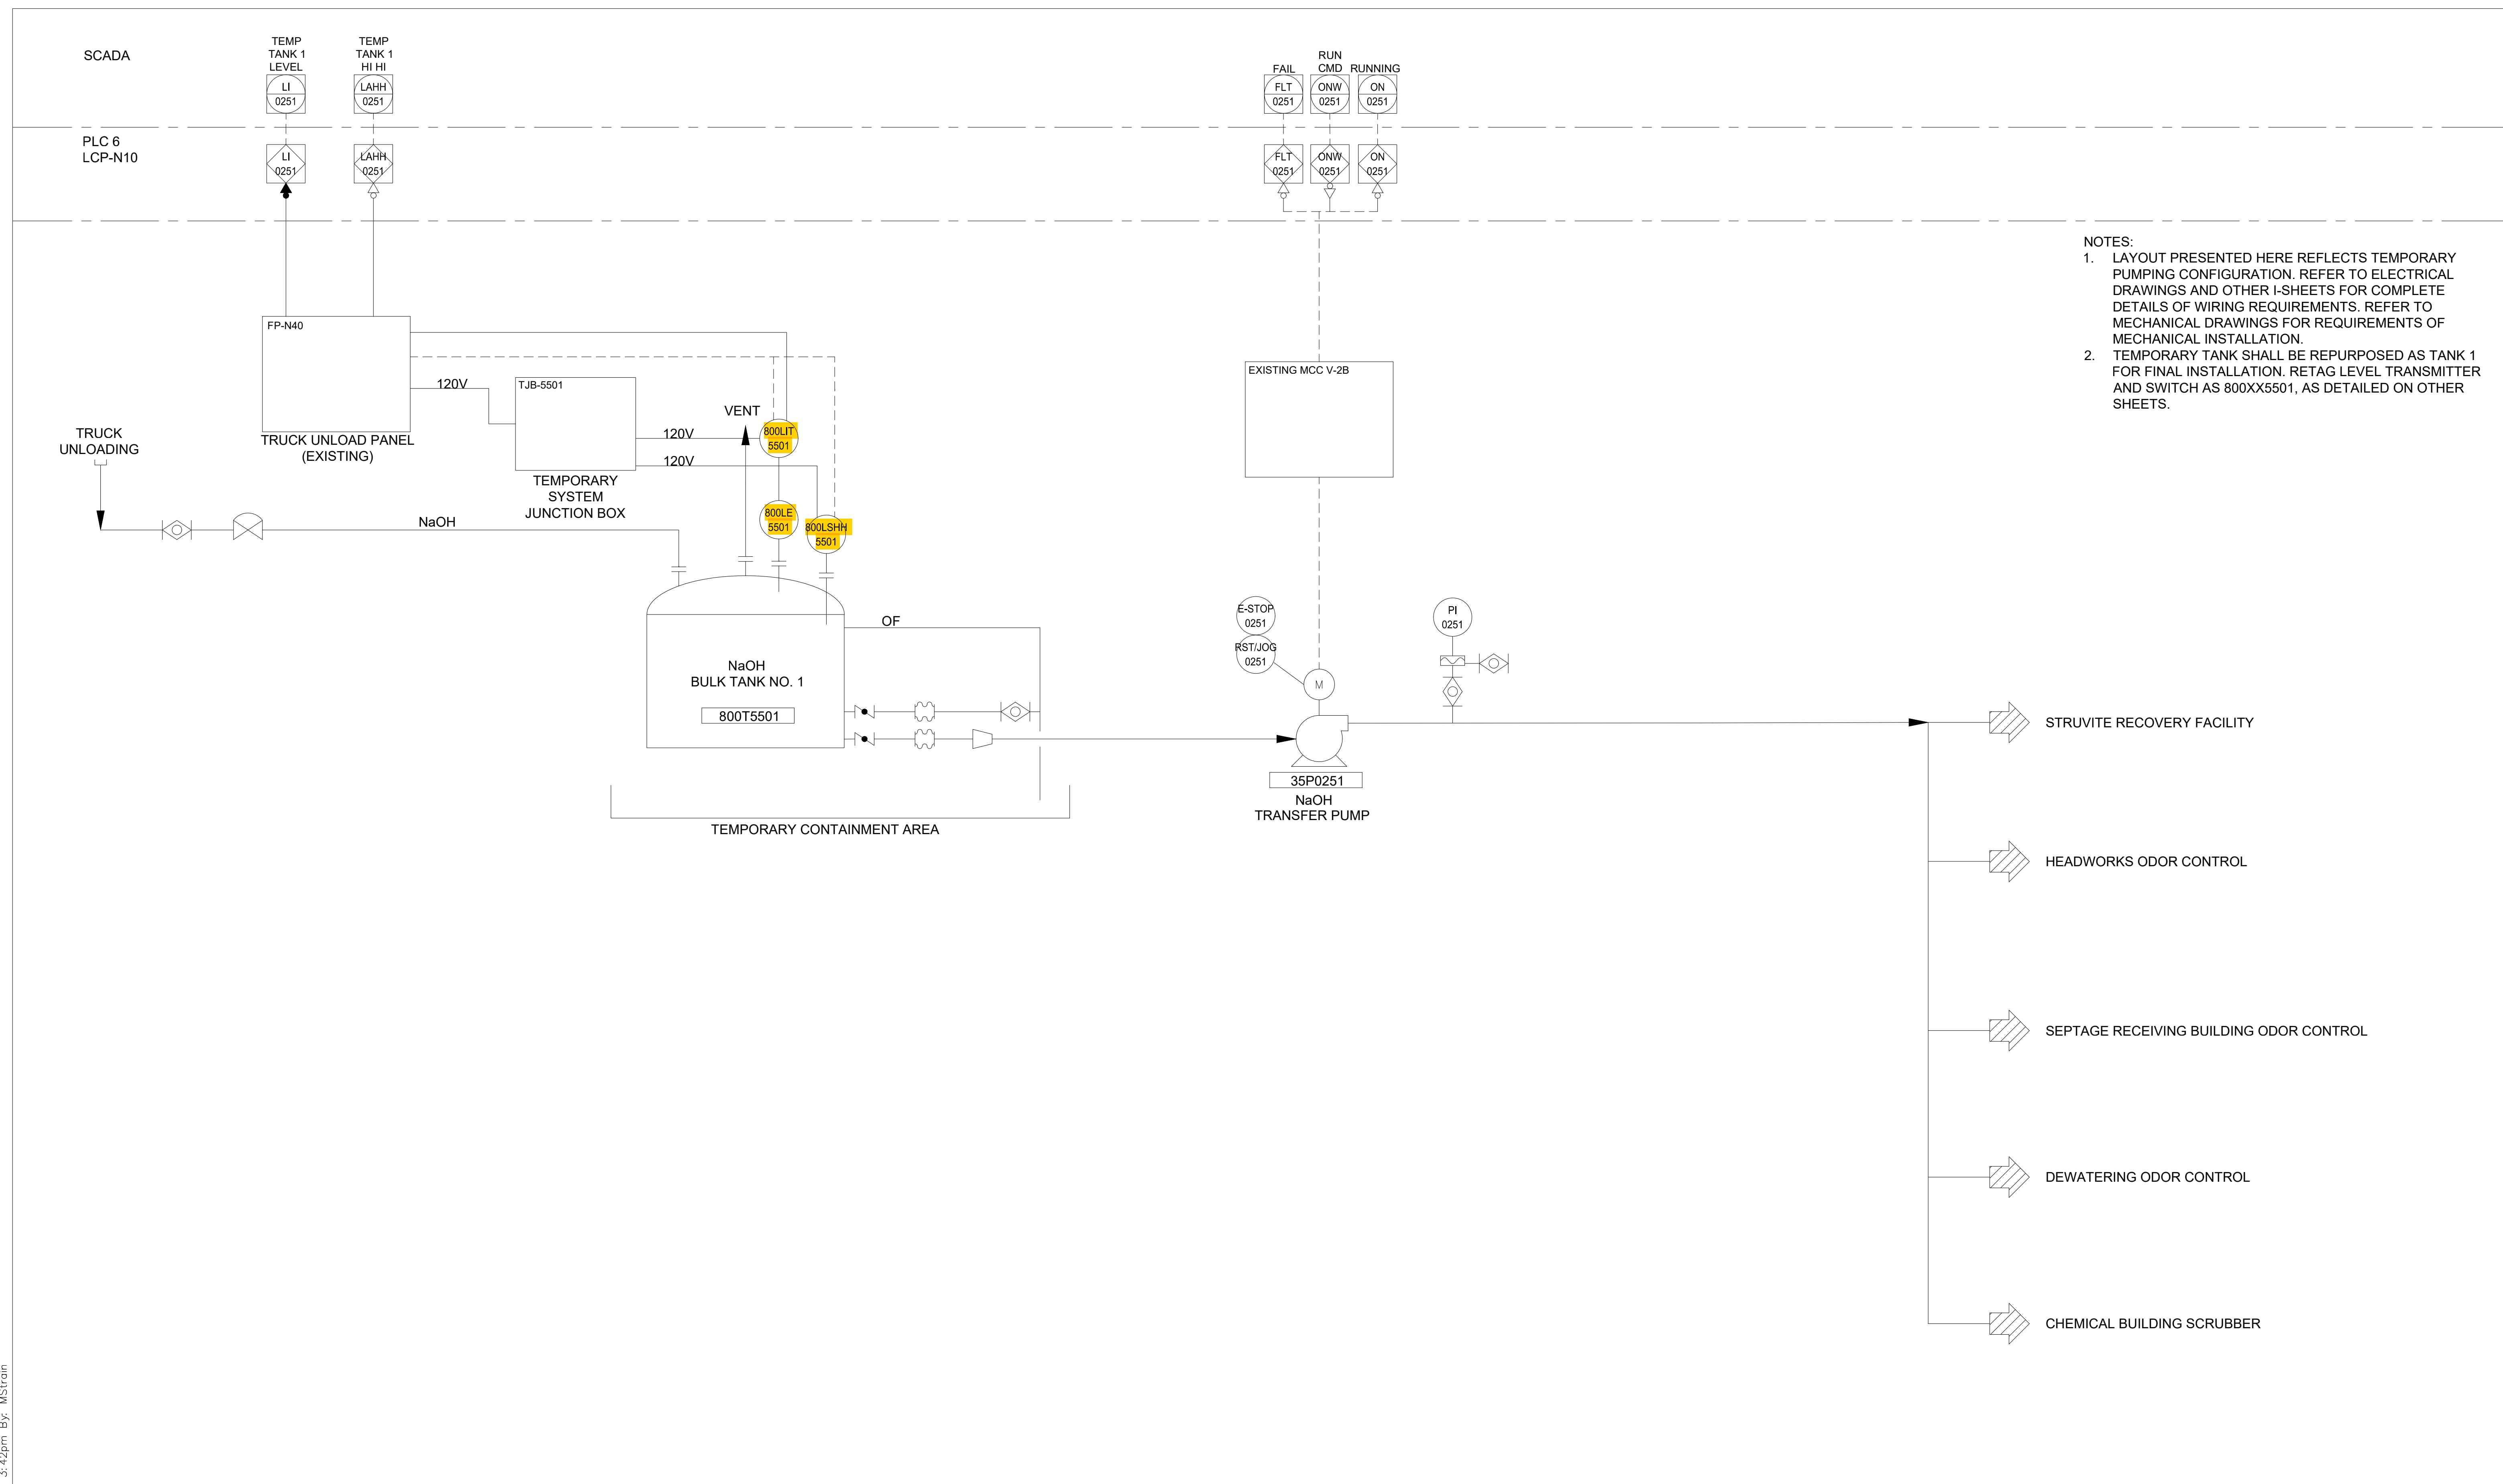 SCADA
TEMP
TANK 1
LEVEL
LI
0251
TEMP
TANK 1
HI HI
LAHH
0251
FAIL
FLT
0251
RUN
CMD
ONW
0251
RUNNING
ON
0251
PLC 6
LCP-N10
LI
0251
LAHH
0251
FLT
0251
ONW
0251
ON
0251
NOTES:
1. LAYOUT PRESENTED HERE REFLECTS TEMPORARY
PUMPING CONFIGURATION. REFER TO ELECTRICAL
DRAWINGS AND OTHER I-SHEETS FOR COMPLETE
DETAILS OF WIRING REQUIREMENTS. REFER TO
MECHANICAL DRAWINGS FOR REQUIREMENTS OF
MECHANICAL INSTALLATION.
2. TEMPORARY TANK SHALL BE REPURPOSED AS TANK 1
FOR FINAL INSTALLATION. RETAG LEVEL TRANSMITTER
AND SWITCH AS 800XX5501, AS DETAILED ON OTHER
SHEETS.
FP-N40
TRUCK UNLOAD PANEL
(EXISTING)
120V
TJB-5501
TEMPORARY
SYSTEM
JUNCTION BOX
120V
120V
VENT
800LIT
5501
800LE
5501
800LSHH
5501
EXISTING MCC V-2B
TRUCK
UNLOADING
NaOH
OF
NaOH
BULK TANK NO. 1
800T5501
TEMPORARY CONTAINMENT AREA
E-STOP
0251
RST/JOG
0251
M
PI
0251
35P0251
NaOH
TRANSFER PUMP
STRUVITE RECOVERY FACILITY
HEADWORKS ODOR CONTROL
SEPTAGE RECEIVING BUILDING ODOR CONTROL
DEWATERING ODOR CONTROL
CHEMICAL BUILDING SCRUBBER
3:42pm By: MStrain